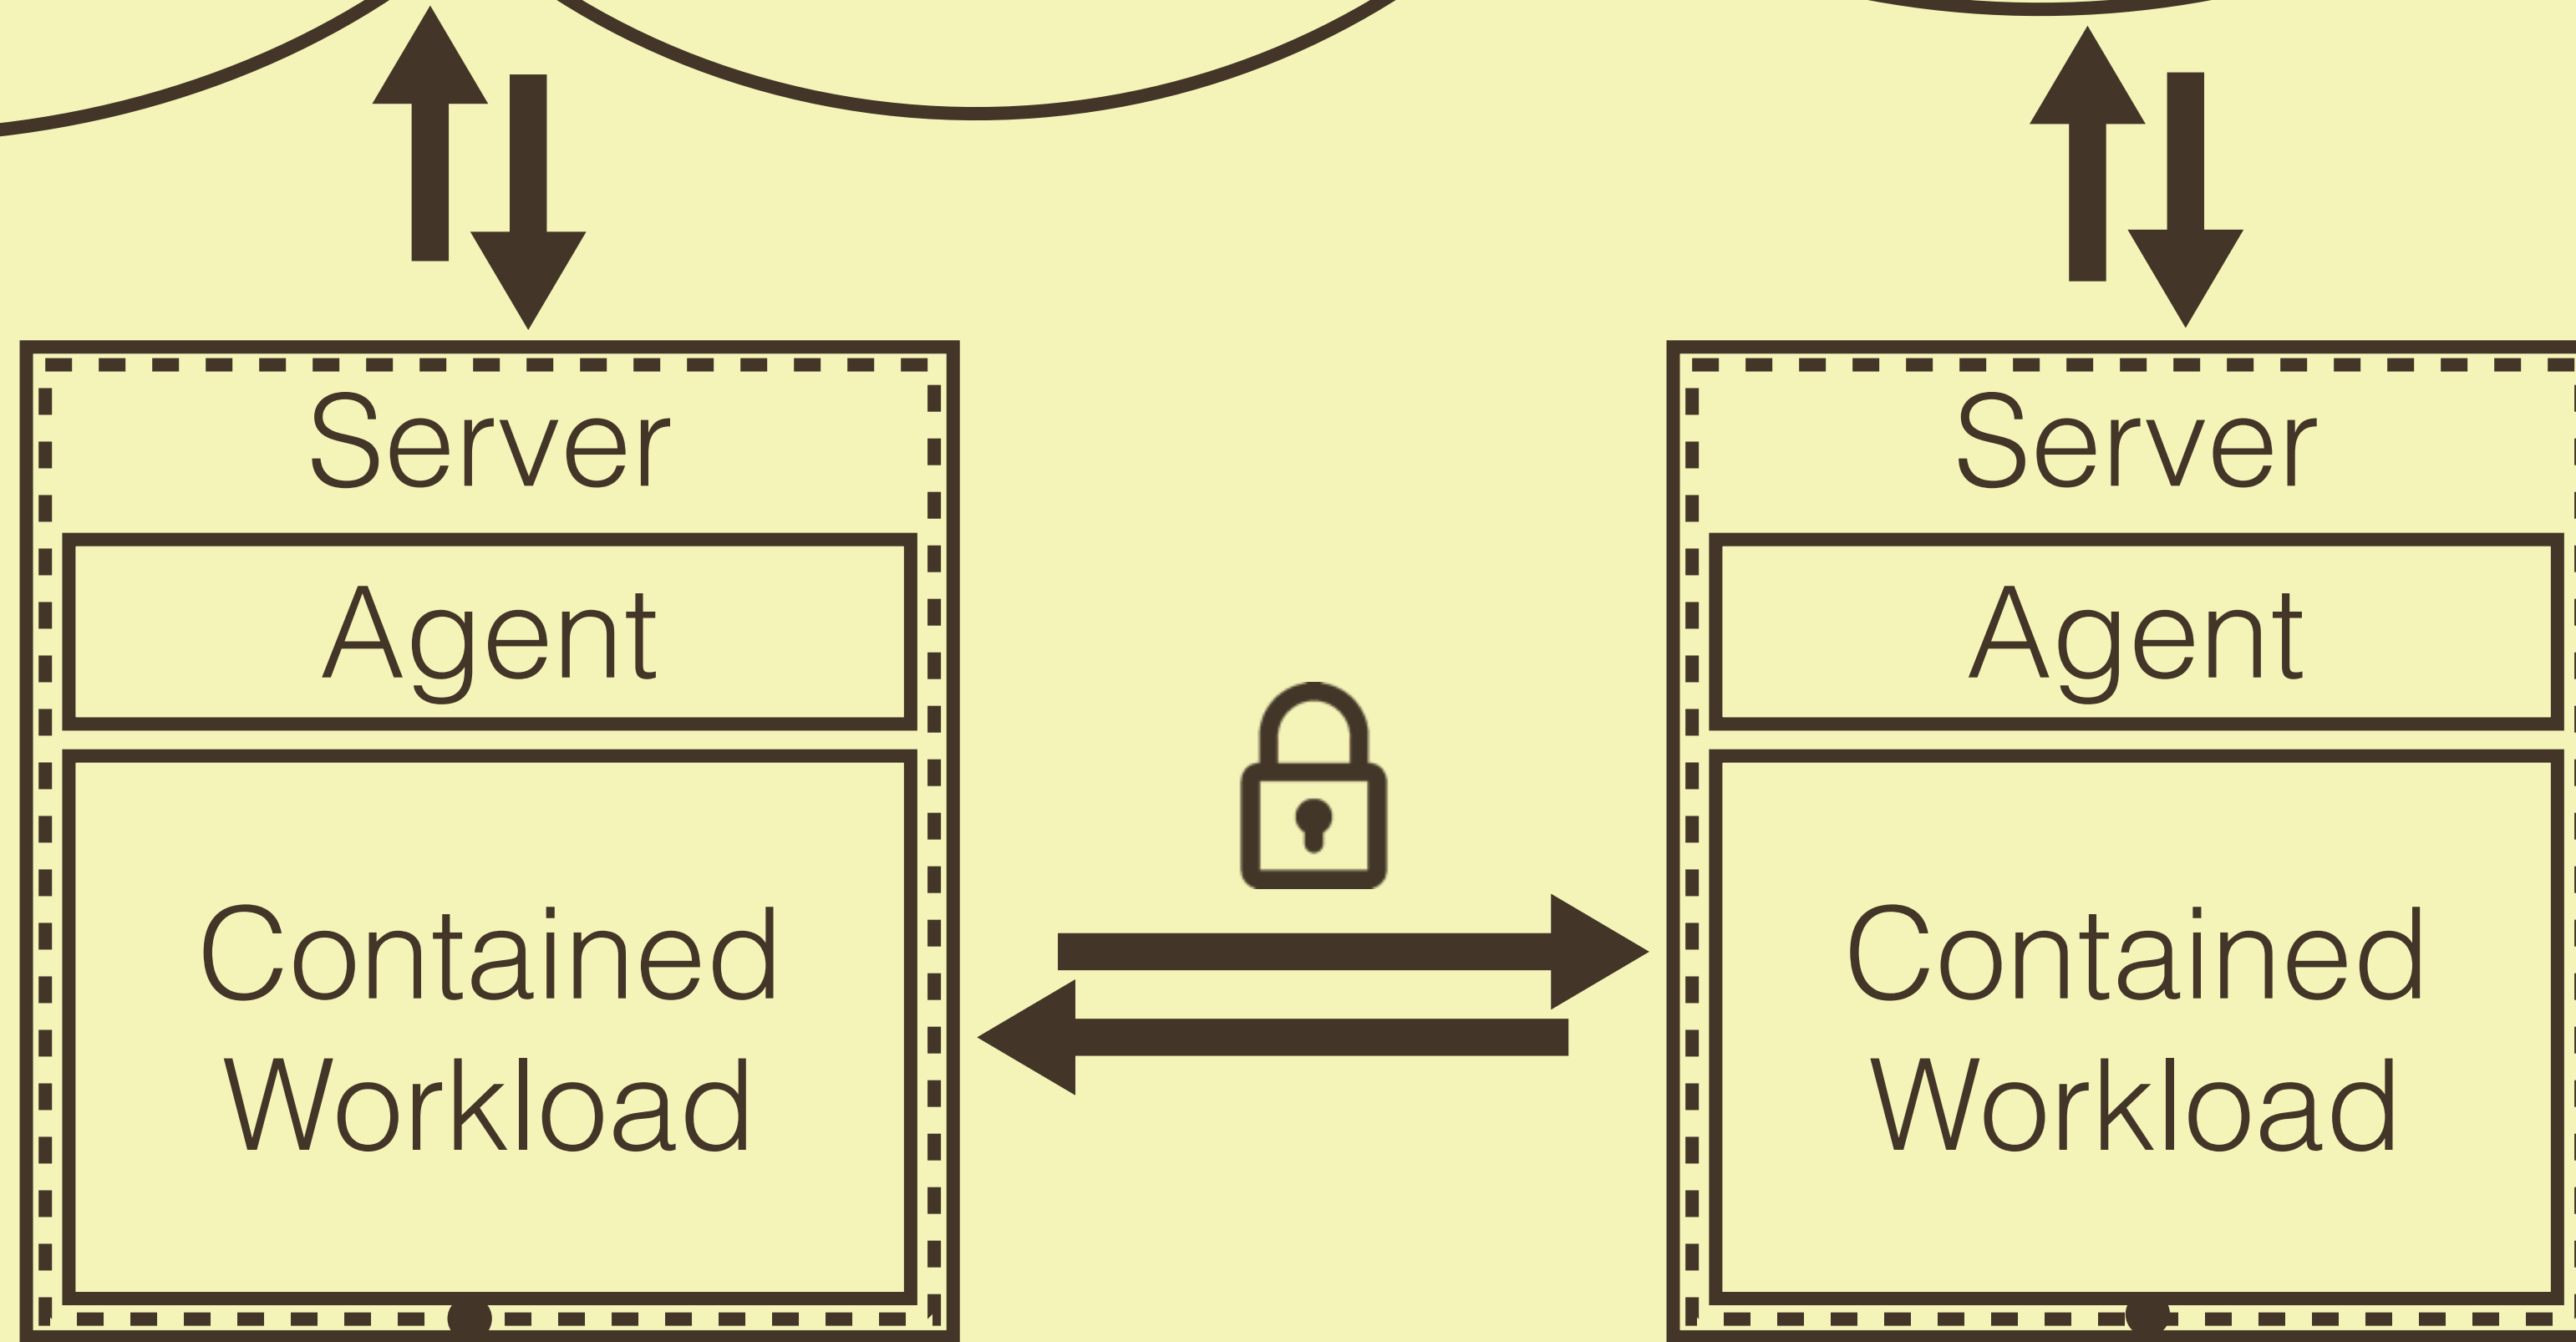 Server
Agent
Contained
Workload
Server
Agent
Contained
Workload